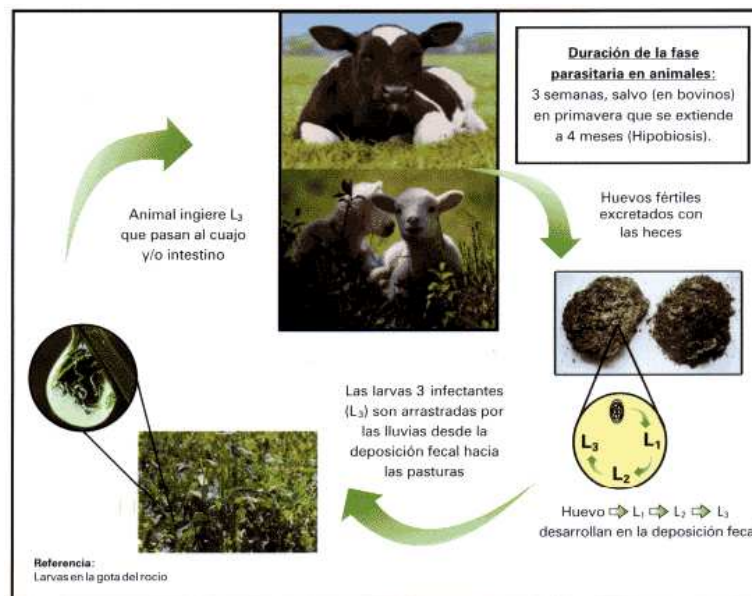 Duración de la fase
parasitaria en animales:
3 semanas, salvo (en bovinos)
en primavera que se extiende
a 4 meses (Hipobiosis).
Animal ingiere L₃
que pasan al cuajo
y/o intestino
Huevos fértiles
excretados con
las heces
Las larvas 3 infectantes
(L₃) son arrastradas por
las lluvias desde la
deposición fecal hacia
las pasturas
L₃
L₁
L₂
Huevo ⇨ L₁ ⇨ L₂ ⇨ L₃
desarrollan en la deposición feca
Referencia:
Larvas en la gota del rocio